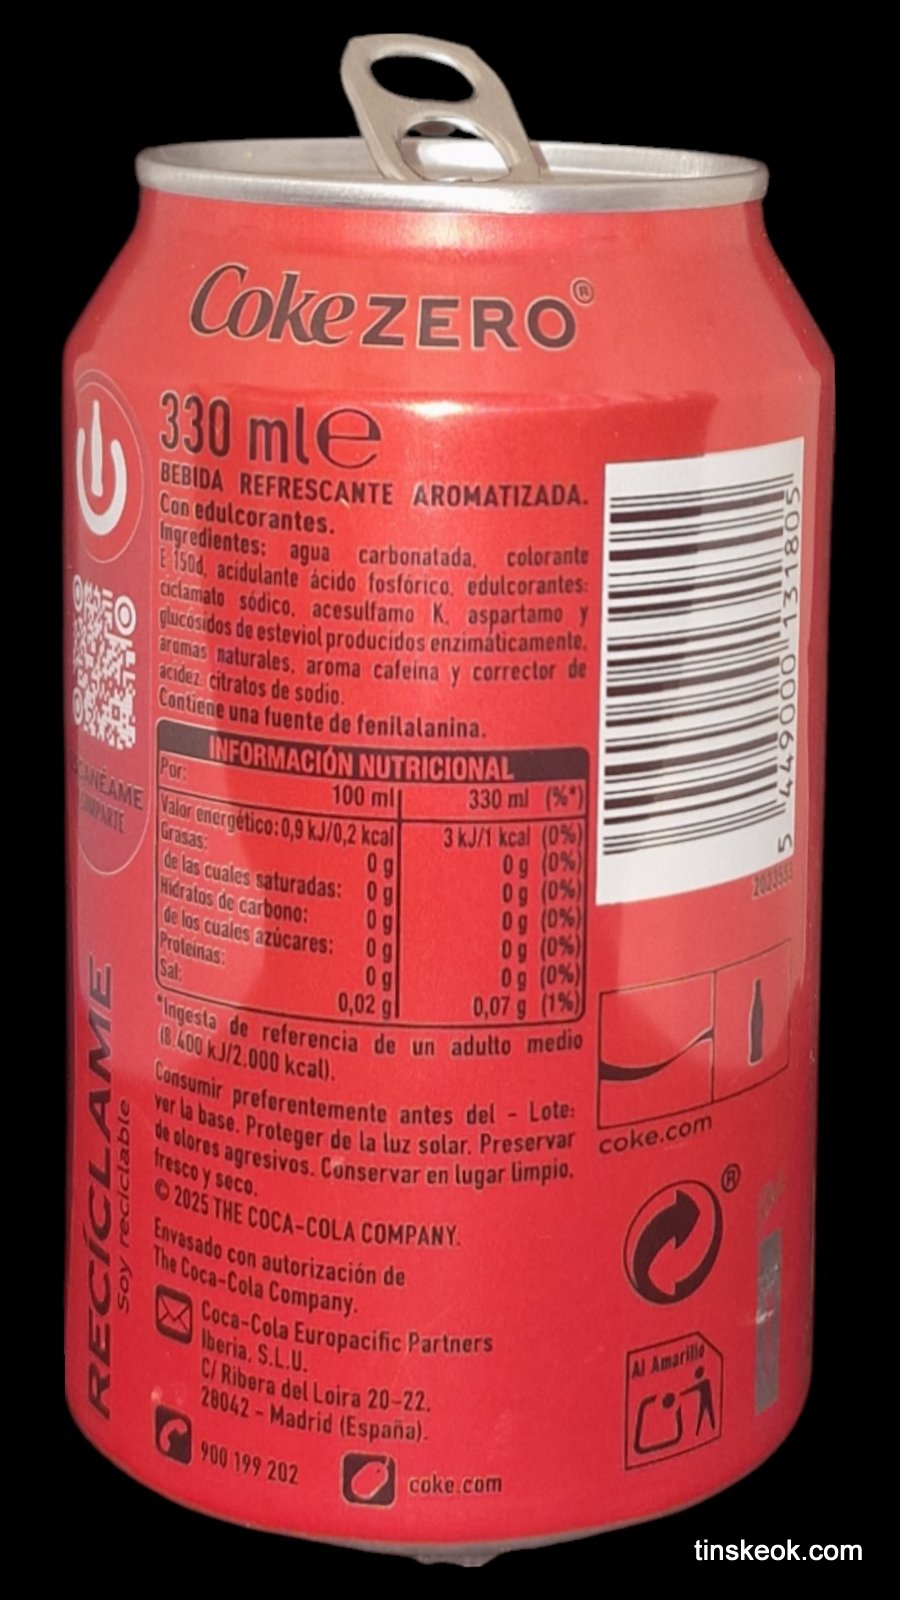 Coke ZERO®
330 ml ℮
BEBIDA REFRESCANTE AROMATIZADA.
Con edulcorantes.
Ingredientes: agua carbonatada, colorante
E 150d, acidulante ácido fosfórico, edulcorantes:
ciclamato sódico, acesulfamo K, aspartamo y
glucósidos de esteviol producidos enzimáticamente,
aromas naturales, aroma cafeína y corrector de
acidez citratos de sodio.
Contiene una fuente de fenilalanina.
INFORMACIÓN NUTRICIONAL
Por: 100 ml 330 ml (%*)
Valor energético: 0,9 kJ/0,2 kcal 3 kJ/1 kcal (0%)
Grasas: 0 g 0 g (0%)
de las cuales saturadas: 0 g 0 g (0%)
Hidratos de carbono: 0 g 0 g (0%)
de los cuales azúcares: 0 g 0 g (0%)
Proteínas: 0 g 0 g (0%)
Sal: 0,02 g 0,07 g (1%)
*Ingesta de referencia de un adulto medio
(8.400 kJ/2.000 kcal).
Consumir preferentemente antes del – Lote:
ver la base. Proteger de la luz solar. Preservar
de olores agresivos. Conservar en lugar limpio,
fresco y seco.
© 2025 THE COCA-COLA COMPANY.
Envasado con autorización de
The Coca-Cola Company.
Coca-Cola Europacific Partners
Iberia, S.L.U.
C/ Ribera del Loira 20-22.
28042 - Madrid (España).
900 199 202
coke.com
RECÍCLAME
Soy reciclable
5 449000 131805
coke.com
®
Al Amarillo
tinskeok.com